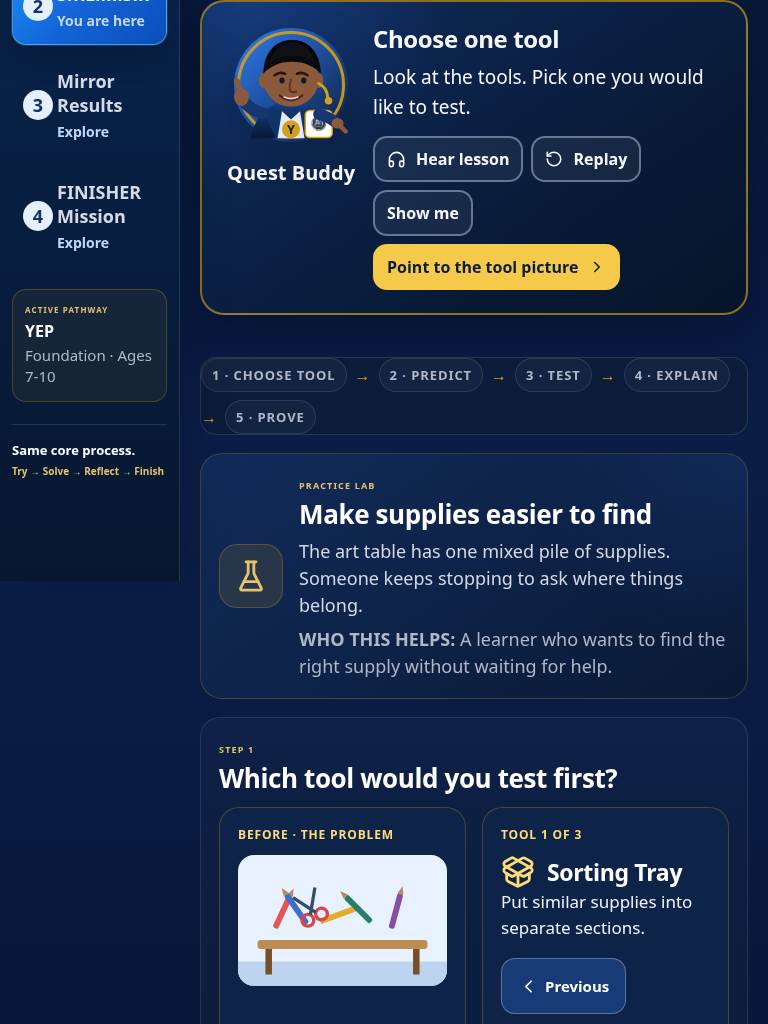 2
You are here
3
Mirror
Results
Explore
4
FINISHER
Mission
Explore
ACTIVE PATHWAY
YEP
Foundation · Ages
7-10
Same core process.
Try → Solve → Reflect → Finish
Y
Quest Buddy
Choose one tool
Look at the tools. Pick one you would
like to test.
Hear lesson
Replay
Show me
Point to the tool picture
1 · CHOOSE TOOL → 2 · PREDICT → 3 · TEST → 4 · EXPLAIN
→ 5 · PROVE
PRACTICE LAB
Make supplies easier to find
The art table has one mixed pile of supplies.
Someone keeps stopping to ask where things
belong.
WHO THIS HELPS: A learner who wants to find the
right supply without waiting for help.
STEP 1
Which tool would you test first?
BEFORE · THE PROBLEM
TOOL 1 OF 3
Sorting Tray
Put similar supplies into
separate sections.
Previous